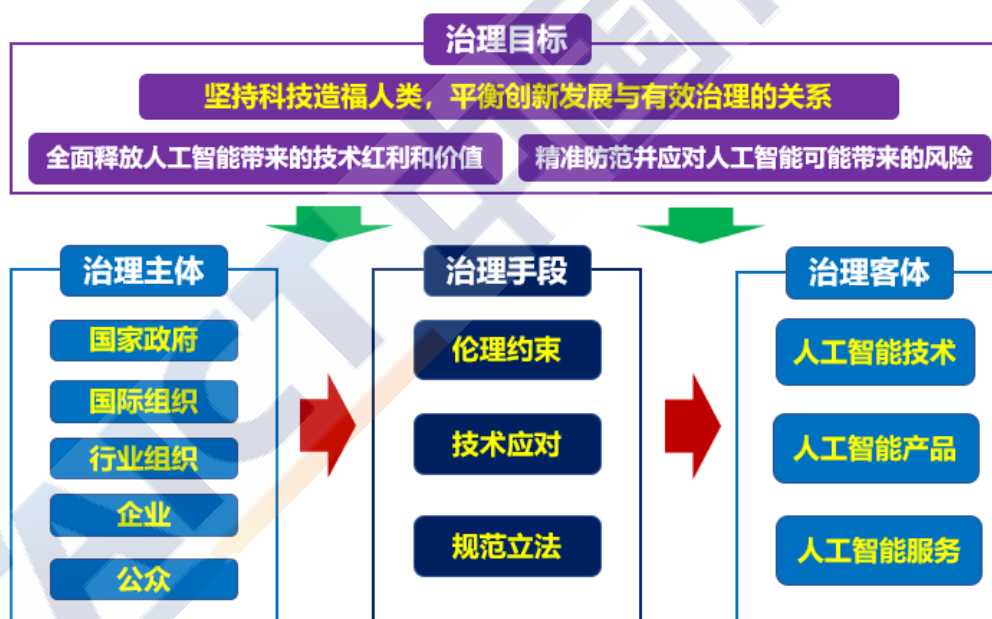 治理目标
坚持科技造福人类，平衡创新发展与有效治理的关系
全面释放人工智能带来的技术红利和价值
精准防范并应对人工智能可能带来的风险
治理主体
国家政府
国际组织
行业组织
企业
公众
治理手段
伦理约束
技术应对
规范立法
治理客体
人工智能技术
人工智能产品
人工智能服务